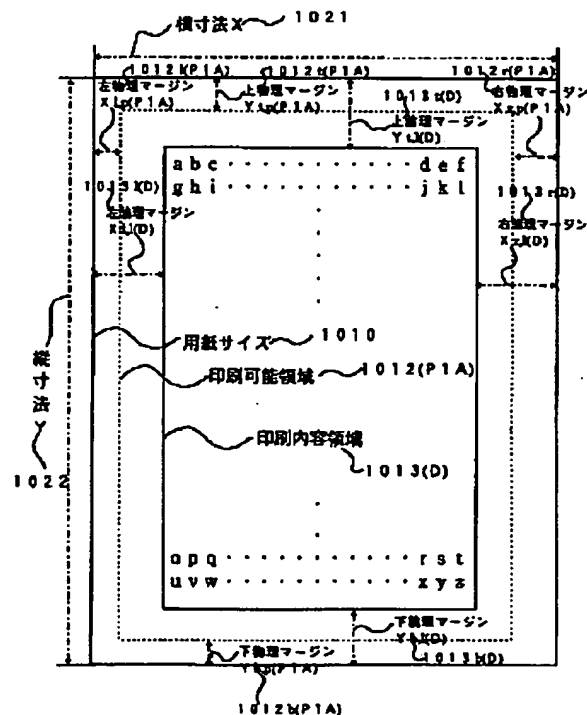 横寸法X 1021
1012l(P1A) 1012t(P1A) 1012r(P1A)
左物理マージン 上物理マージン 1013t(D) 右物理マージン
Xlp(P1A) Ytp(P1A) 上論理マージン Xrp(P1A)
Ytl(D)
abc・・・・・・・・・・・def
ghi・・・・・・・・・・・jkl
1013l(D) 1013r(D)
左論理マージン 右論理マージン
Xll(D) Xrl(D)
用紙サイズ 1010
印刷可能領域 1012(P1A)
縦寸法Y
1022
印刷内容領域
1013(D)
opq・・・・・・・・・・・rst
uvw・・・・・・・・・・・xyz
下論理マージン
Ybl(D)
下物理マージン 1013b(D)
Ybp(P1A)
1012b(P1A)